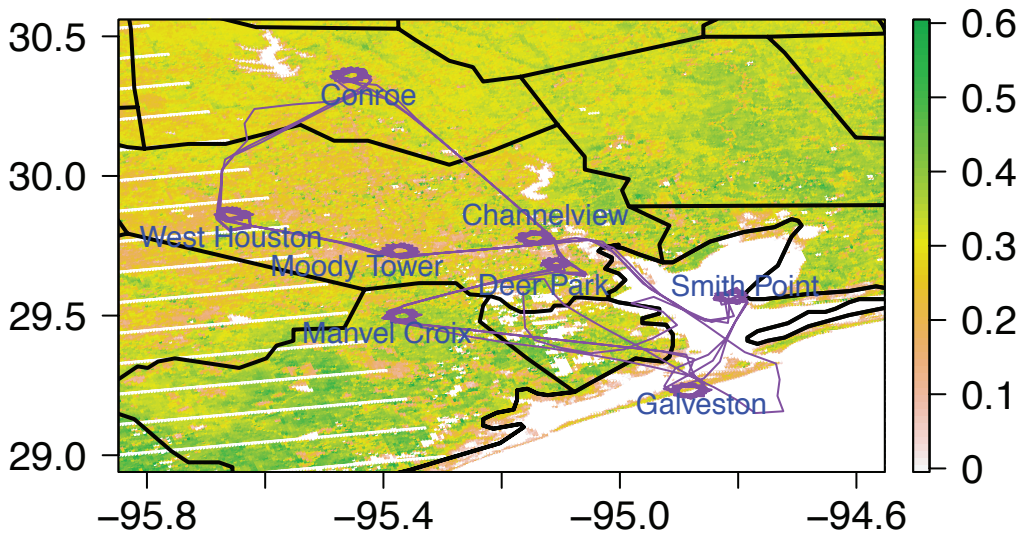 30.5
30.0
29.5
29.0
Conroe
Channelview
West Houston
Moody Tower
Deer Park
Smith Point
Manvel Croix
Galveston
−95.8
−95.4
−95.0
−94.6
0.6
0.5
0.4
0.3
0.2
0.1
0